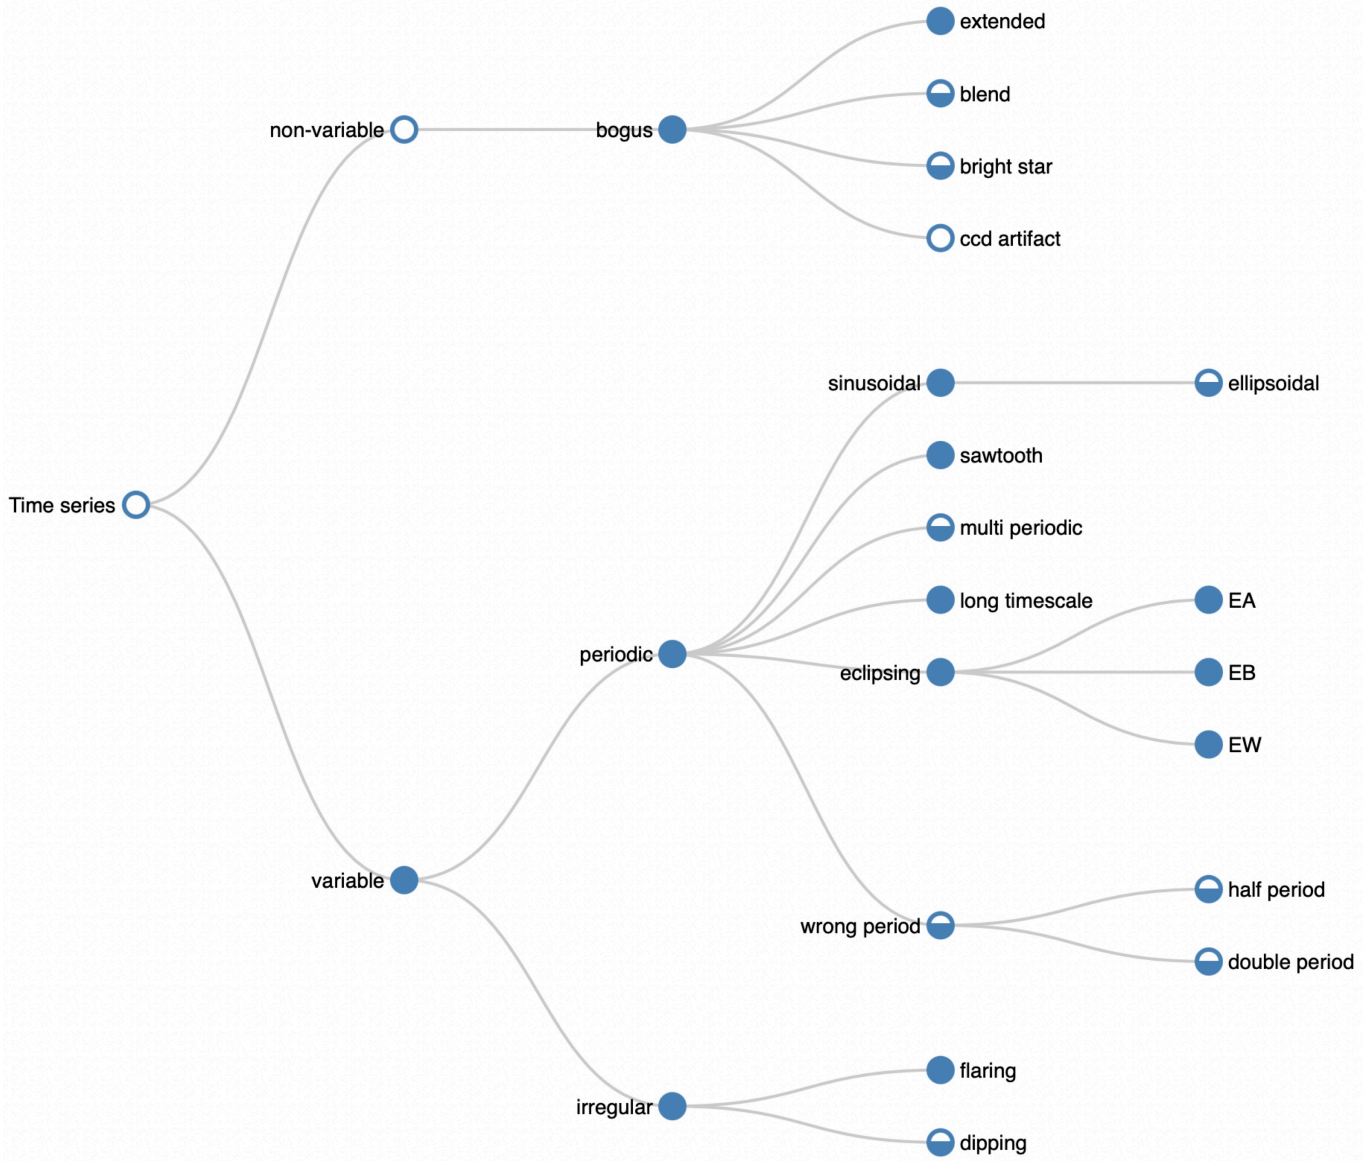 extended
blend
non-variable
bogus
bright star
ccd artifact
sinusoidal
ellipsoidal
sawtooth
Time series
multi periodic
long timescale
EA
periodic
eclipsing
EB
EW
variable
half period
wrong period
double period
flaring
irregular
dipping